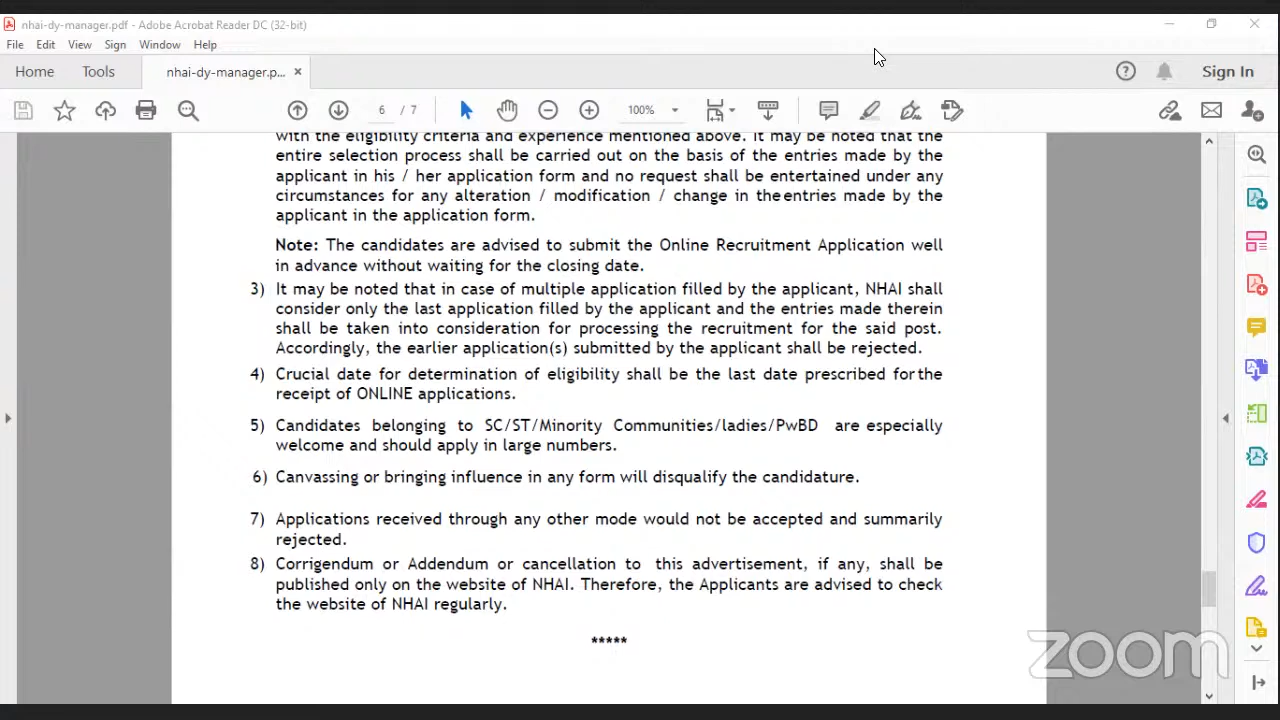 nhai-dy-manager.pdf - Adobe Acrobat Reader DC (32-bit)
File Edit View Sign Window Help
Home Tools nhai-dy-manager.p... Sign In
6 / 7 100%
with the eligibility criteria and experience mentioned above. It may be noted that the
entire selection process shall be carried out on the basis of the entries made by the
applicant in his / her application form and no request shall be entertained under any
circumstances for any alteration / modification / change in the entries made by the
applicant in the application form.
Note: The candidates are advised to submit the Online Recruitment Application well
in advance without waiting for the closing date.
3) It may be noted that in case of multiple application filled by the applicant, NHAI shall
consider only the last application filled by the applicant and the entries made therein
shall be taken into consideration for processing the recruitment for the said post.
Accordingly, the earlier application(s) submitted by the applicant shall be rejected.
4) Crucial date for determination of eligibility shall be the last date prescribed for the
receipt of ONLINE applications.
5) Candidates belonging to SC/ST/Minority Communities/ladies/PwBD are especially
welcome and should apply in large numbers.
6) Canvassing or bringing influence in any form will disqualify the candidature.
7) Applications received through any other mode would not be accepted and summarily
rejected.
8) Corrigendum or Addendum or cancellation to this advertisement, if any, shall be
published only on the website of NHAI. Therefore, the Applicants are advised to check
the website of NHAI regularly.
*****
zoom